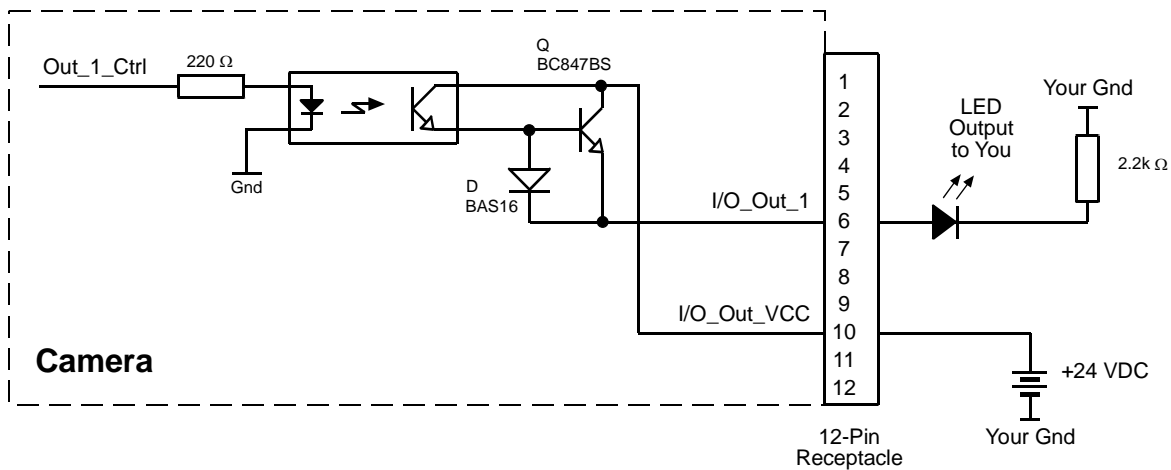 Out_1_Ctrl
220 Ω
Q
BC847BS
Gnd
D
BAS16
I/O_Out_1
I/O_Out_VCC
Camera
1
2
3
4
5
6
7
8
9
10
11
12
12-Pin
Receptacle
LED
Output
to You
Your Gnd
2.2k Ω
+24 VDC
Your Gnd